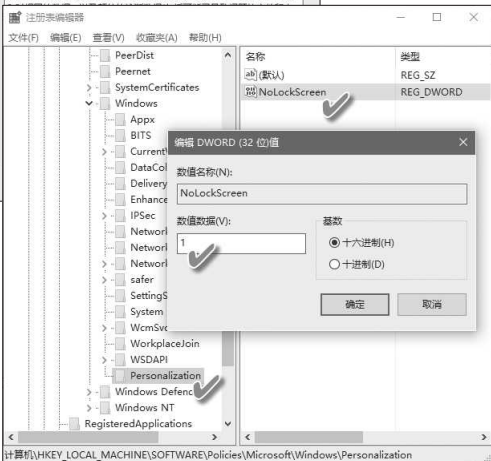 注册表编辑器
文件(F) 编辑(E) 查看(V) 收藏夹(A) 帮助(H)
PeerDist
Peernet
SystemCertificates
Windows
Appx
BITS
Current
DataCol
Delivery
Enhance
IPSec
Networ
Networ
Networ
safer
SettingS
System
WcmSvc
WorkplaceJoin
WSDAPI
Personalization
Windows Defenc
Windows NT
RegisteredApplications
名称 类型
(默认) REG_SZ
NoLockScreen REG_DWORD
编辑 DWORD (32 位)值
数值名称(N):
NoLockScreen
数值数据(V): 基数
1 十六进制(H)
十进制(D)
确定 取消
计算机\HKEY_LOCAL_MACHINE\SOFTWARE\Policies\Microsoft\Windows\Personalization